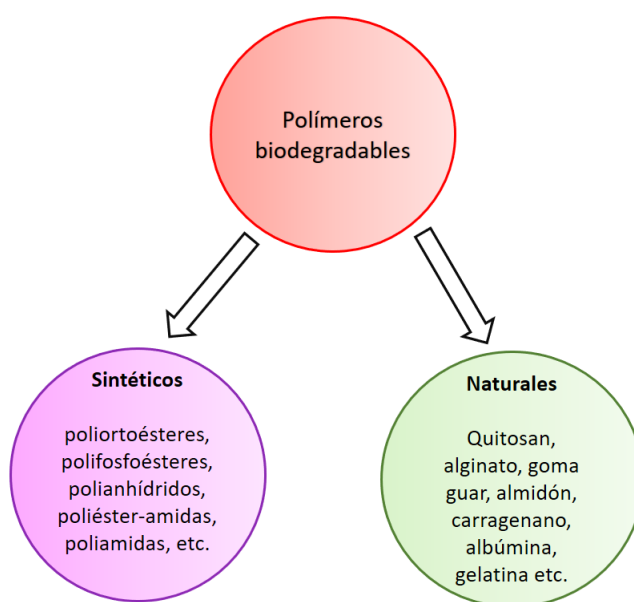 Polímeros
biodegradables
Sintéticos
poliortoésteres,
polifosfoésteres,
polianhídridos,
poliéster-amidas,
poliamidas, etc.
Naturales
Quitosan,
alginato, goma
guar, almidón,
carragenano,
albúmina,
gelatina etc.